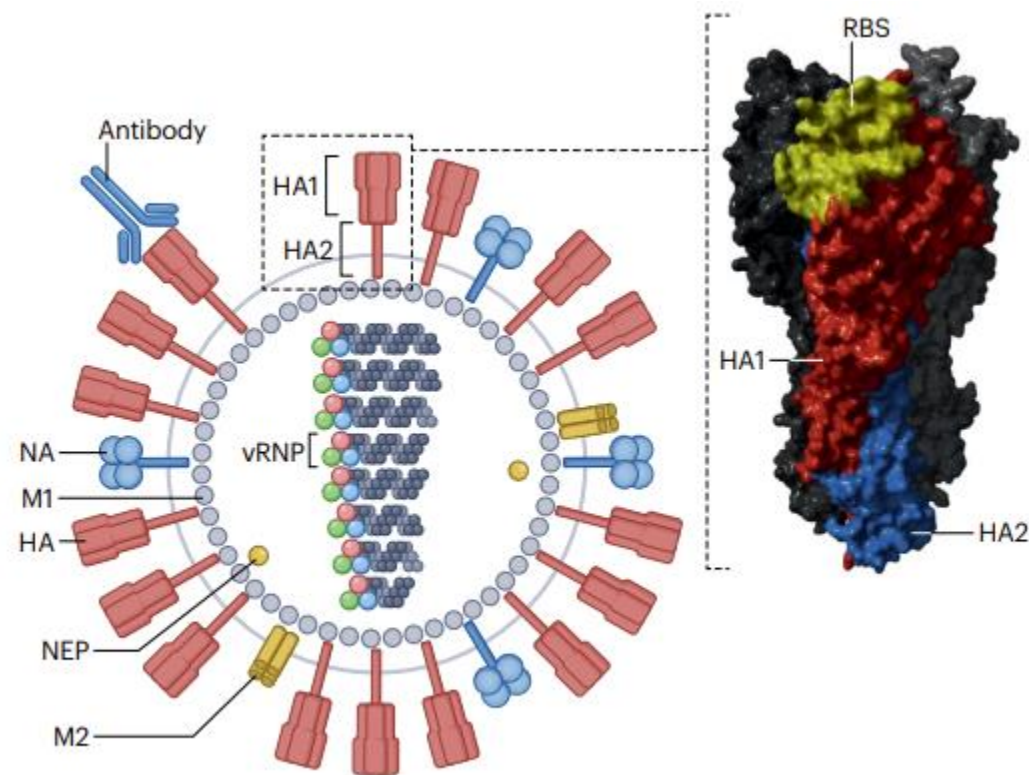 RBS
Antibody
HA1
HA2
vRNP
HA1
NA
M1
HA
HA2
NEP
M2